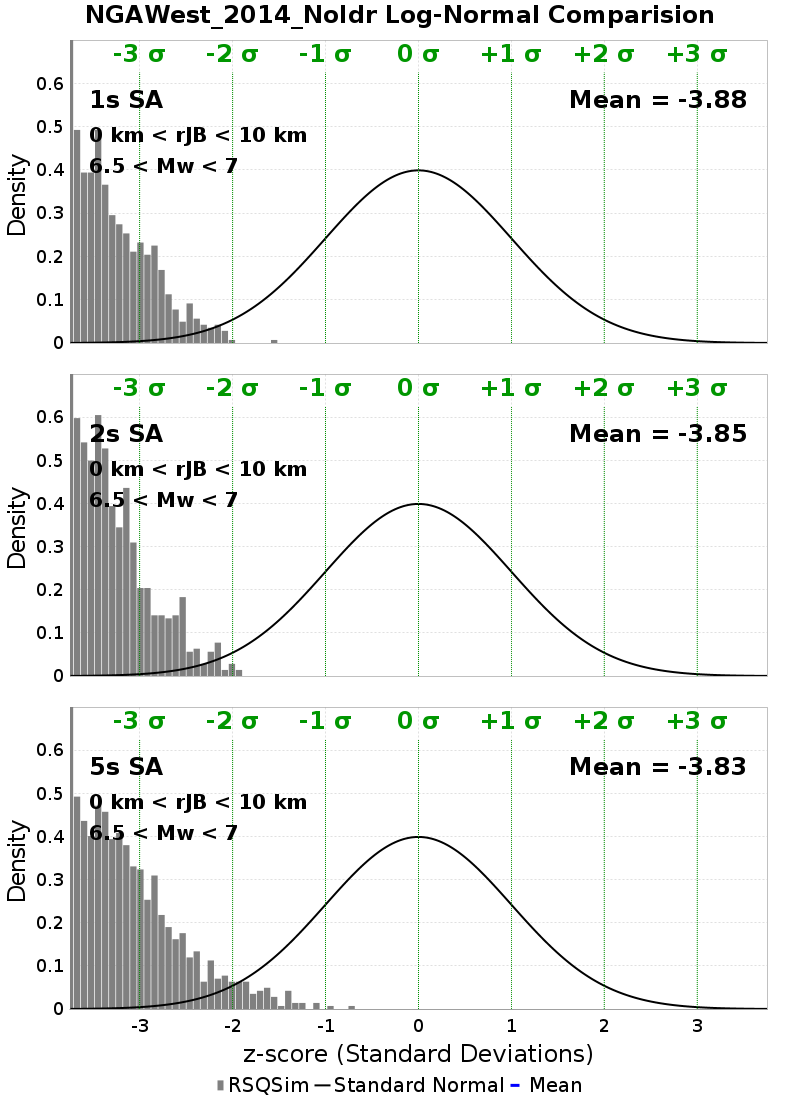 NGAWest_2014_NoIdr Log-Normal Comparision
-3 σ -2 σ -1 σ 0 σ +1 σ +2 σ +3 σ
1s SA
Mean = -3.88
0 km < rJB < 10 km
6.5 < Mw < 7
Density
0.6
0.5
0.4
0.3
0.2
0.1
0
-3 σ -2 σ -1 σ 0 σ +1 σ +2 σ +3 σ
2s SA
Mean = -3.85
0 km < rJB < 10 km
6.5 < Mw < 7
Density
0.6
0.5
0.4
0.3
0.2
0.1
0
-3 σ -2 σ -1 σ 0 σ +1 σ +2 σ +3 σ
5s SA
Mean = -3.83
0 km < rJB < 10 km
6.5 < Mw < 7
Density
0.6
0.5
0.4
0.3
0.2
0.1
0
-3 -2 -1 0 1 2 3
z-score (Standard Deviations)
RSQSim Standard Normal Mean